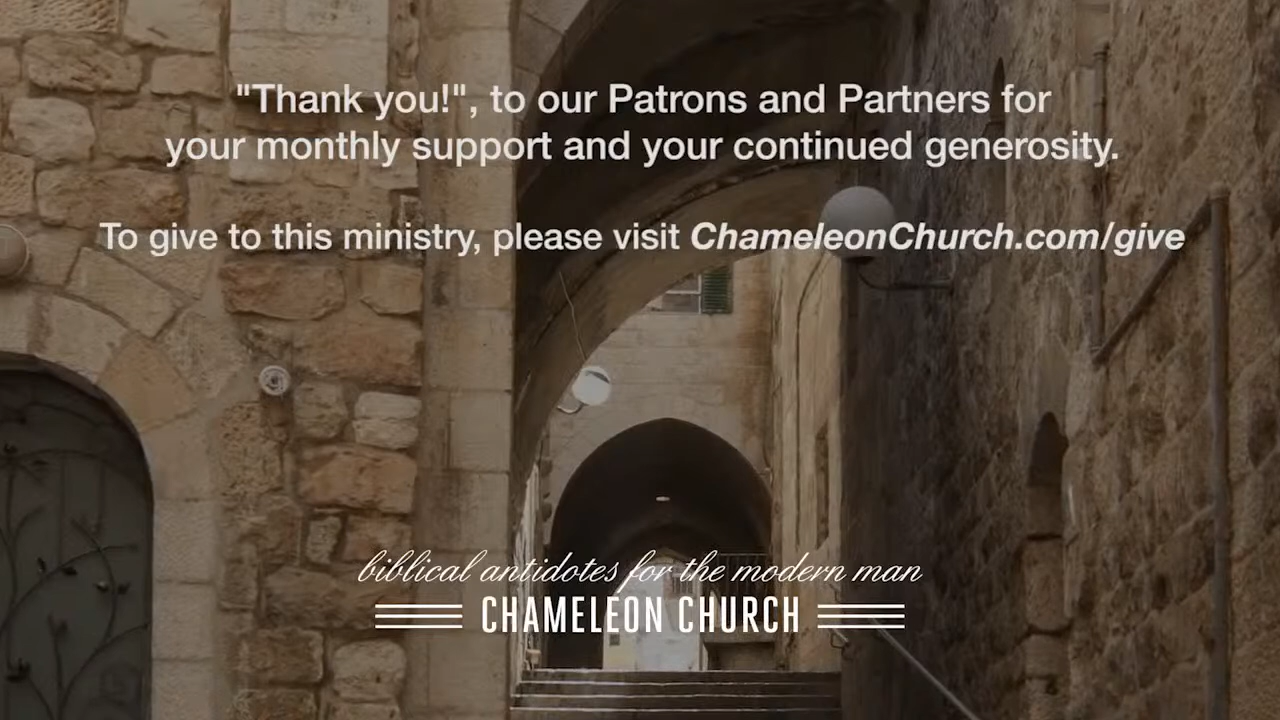 "Thank you!", to our Patrons and Partners for
your monthly support and your continued generosity.
To give to this ministry, please visit ChameleonChurch.com/give
biblical antidotes for the modern man
CHAMELEON CHURCH